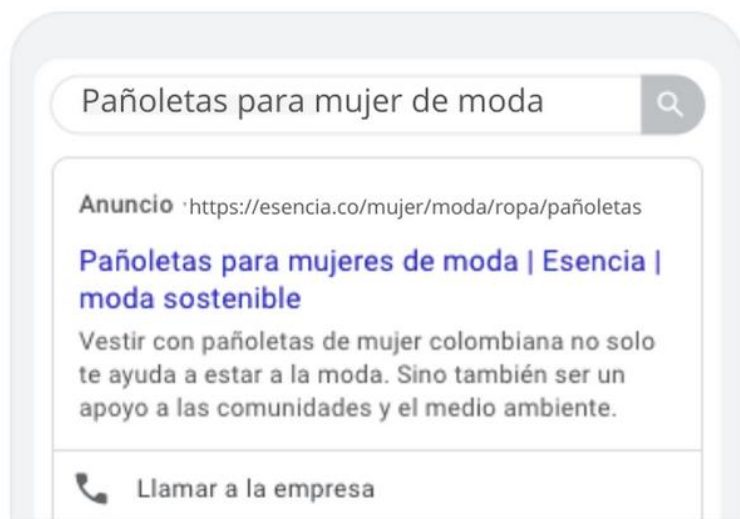 Pañoletas para mujer de moda
Anuncio · https://esencia.co/mujer/moda/ropa/pañoletas
Pañoletas para mujeres de moda | Esencia |
moda sostenible
Vestir con pañoletas de mujer colombiana no solo
te ayuda a estar a la moda. Sino también ser un
apoyo a las comunidades y el medio ambiente.
Llamar a la empresa